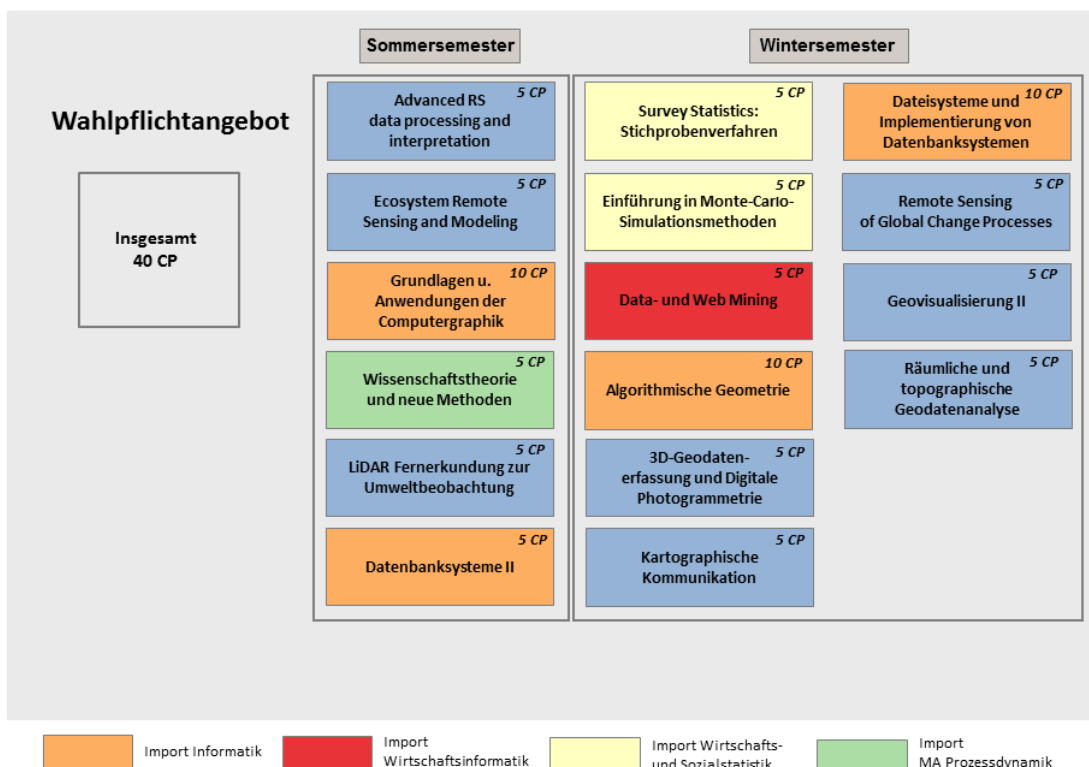 Sommersemester
Wintersemester
Wahlpflichtangebot
Insgesamt
40 CP
5 CP
Advanced RS
data processing and
interpretation
5 CP
Ecosystem Remote
Sensing and Modeling
10 CP
Grundlagen u.
Anwendungen der
Computergraphik
5 CP
Wissenschaftstheorie
und neue Methoden
5 CP
LiDAR Fernerkundung zur
Umweltbeobachtung
5 CP
Datenbanksysteme II
5 CP
Survey Statistics:
Stichprobenverfahren
5 CP
Einführung in Monte-Carlo-
Simulationsmethoden
5 CP
Data- und Web Mining
10 CP
Algorithmische Geometrie
5 CP
3D-Geodaten-
erfassung und Digitale
Photogrammetrie
5 CP
Kartographische
Kommunikation
10 CP
Dateisysteme und
Implementierung von
Datenbanksystemen
5 CP
Remote Sensing
of Global Change Processes
5 CP
Geovisualisierung II
5 CP
Räumliche und
topographische
Geodatenanalyse
Import Informatik
Import
Wirtschaftsinformatik
Import Wirtschafts-
und Sozialstatistik
Import
MA Prozessdynamik